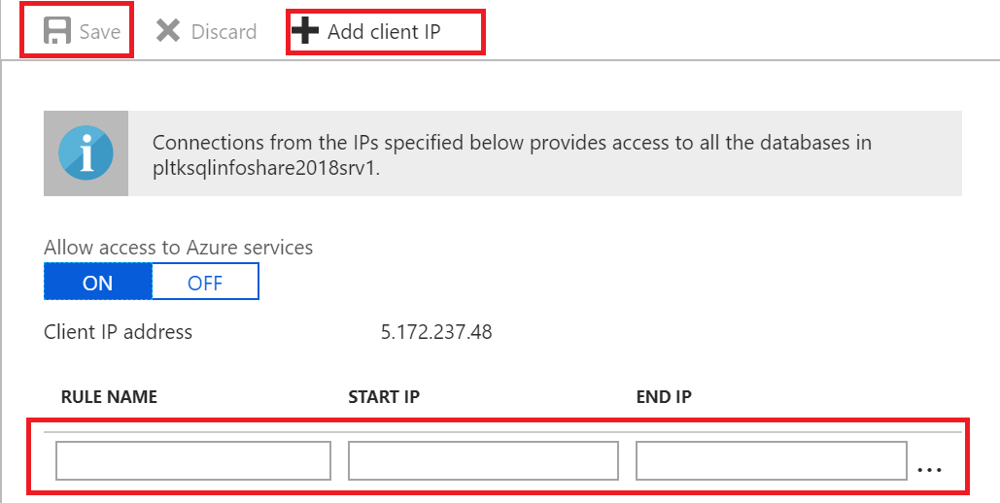 Save Discard Add client IP
Connections from the IPs specified below provides access to all the databases in
pltksqlinfoshare2018srv1.
Allow access to Azure services
ON OFF
Client IP address 5.172.237.48
RULE NAME START IP END IP
...